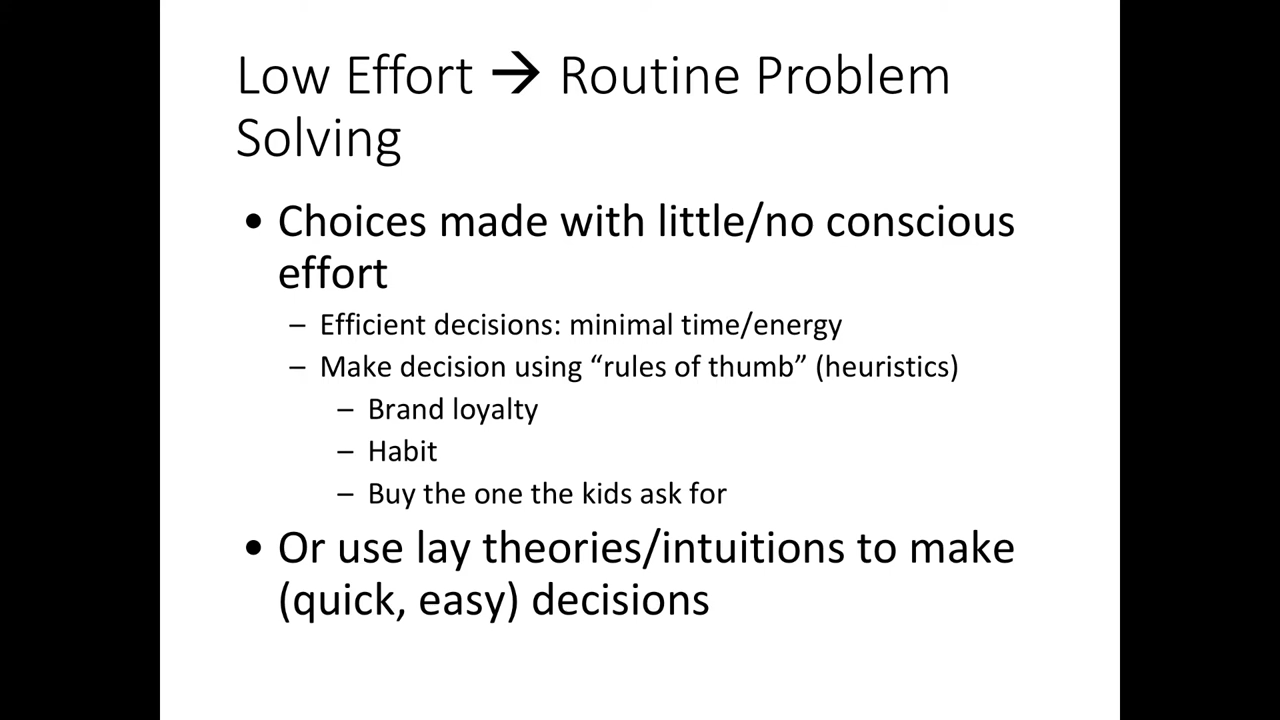 Low Effort → Routine Problem
Solving
• Choices made with little/no conscious
effort
– Efficient decisions: minimal time/energy
– Make decision using “rules of thumb” (heuristics)
– Brand loyalty
– Habit
– Buy the one the kids ask for
• Or use lay theories/intuitions to make
(quick, easy) decisions